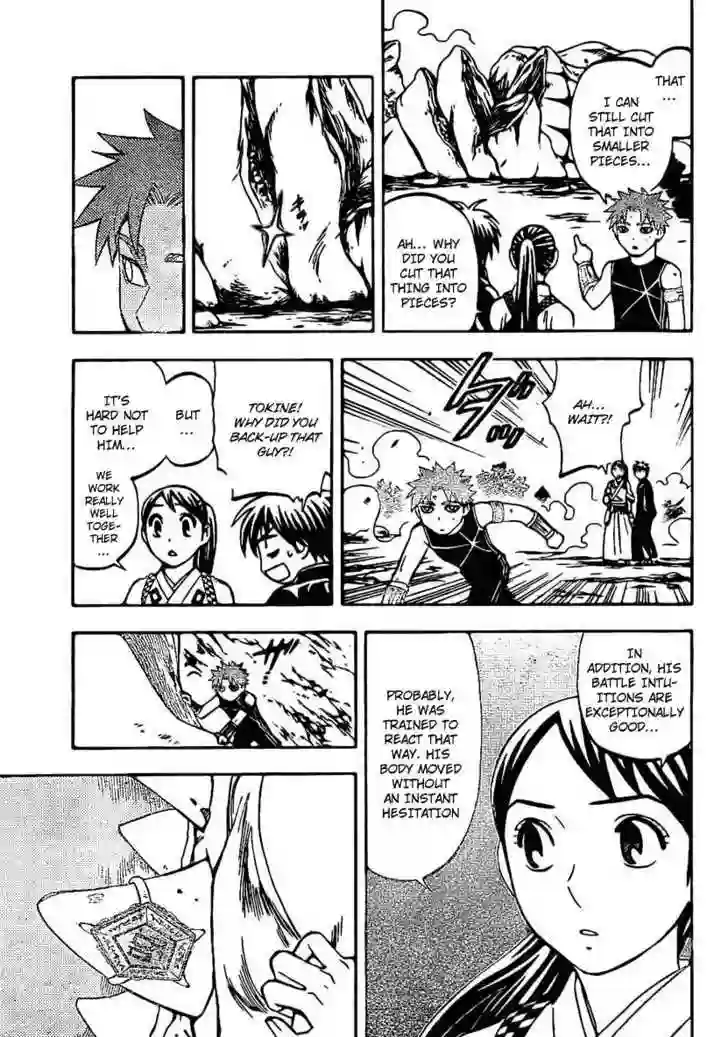 THAT
...
I CAN
STILL CUT
THAT INTO
SMALLER
PIECES...
AH... WHY
DID YOU
CUT THAT
THING INTO
PIECES?
AH...
WAIT?!
TOKINE!
WHY DID YOU
BACK-UP THAT
GUY?!
BUT
...
IT'S
HARD NOT
TO HELP
HIM...
WE
WORK
REALLY
WELL
TOGE-
THER
...
IN
ADDITION, HIS
BATTLE INTU-
ITIONS ARE
EXCEPTIONALLY
GOOD...
PROBABLY,
HE WAS
TRAINED TO
REACT THAT
WAY. HIS
BODY MOVED
WITHOUT
AN INSTANT
HESITATION